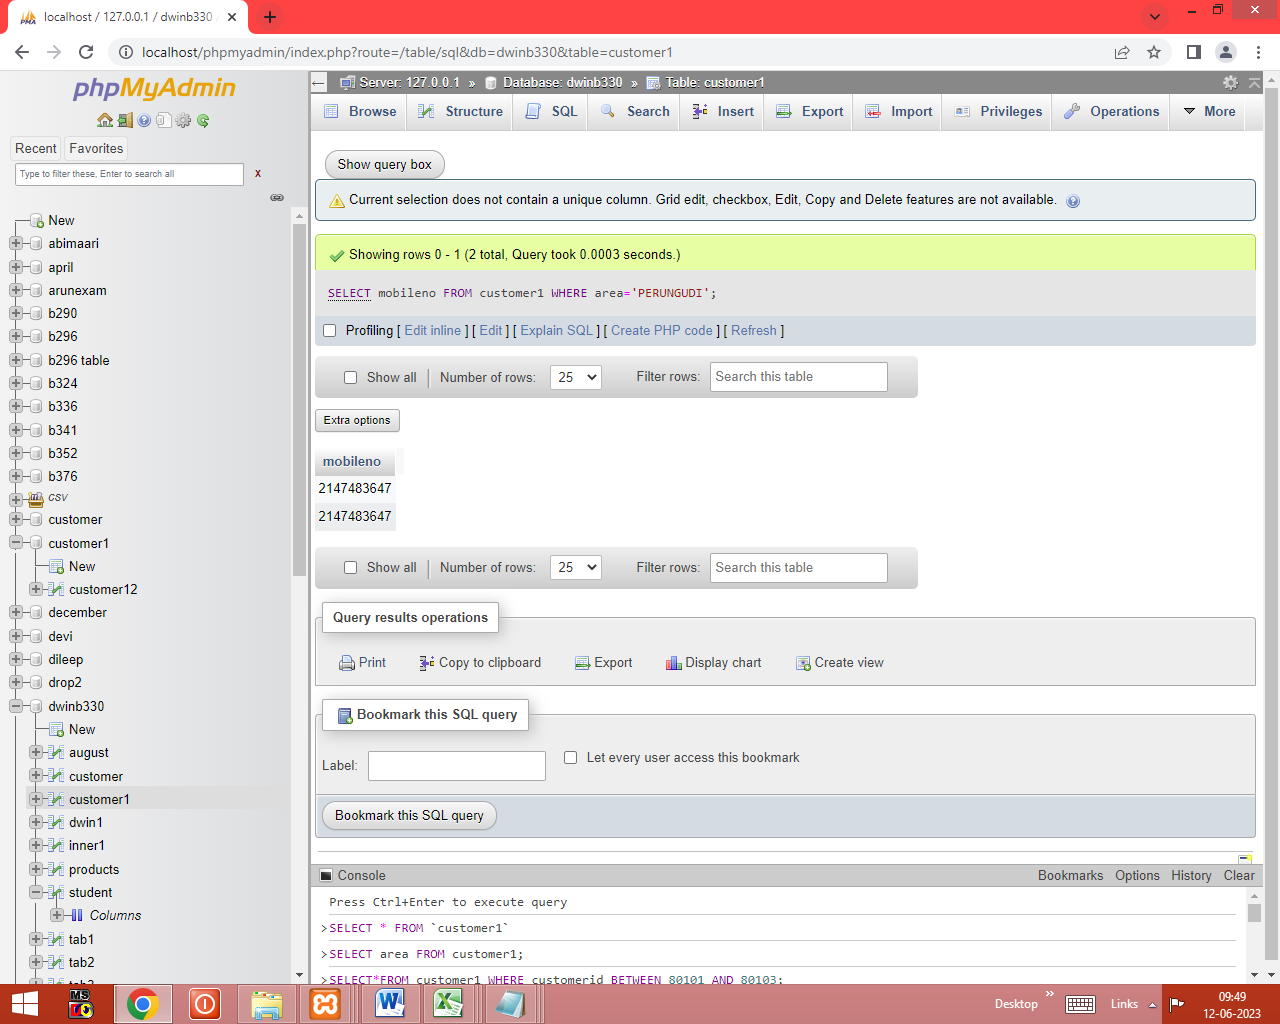 localhost / 127.0.0.1 / dwinb330
localhost/phpmyadmin/index.php?route=/table/sql&db=dwinb330&table=customer1
phpMyAdmin
Recent Favorites
Type to filter these, Enter to search all X
New
abimaari
april
arunexam
b290
b296
b296 table
b324
b336
b341
b352
b376
csv
customer
customer1
New
customer12
december
devi
dileep
drop2
dwinb330
New
august
customer
customer1
dwin1
inner1
products
student
Columns
tab1
tab2
Server: 127.0.0.1 » Database: dwinb330 » Table: customer1
Browse Structure SQL Search Insert Export Import Privileges Operations More
Show query box
Current selection does not contain a unique column. Grid edit, checkbox, Edit, Copy and Delete features are not available.
Showing rows 0 - 1 (2 total, Query took 0.0003 seconds.)
SELECT mobileno FROM customer1 WHERE area='PERUNGUDI';
Profiling [ Edit inline ] [ Edit ] [ Explain SQL ] [ Create PHP code ] [ Refresh ]
Show all Number of rows: 25 Filter rows: Search this table
Extra options
mobileno
2147483647
2147483647
Show all Number of rows: 25 Filter rows: Search this table
Query results operations
Print Copy to clipboard Export Display chart Create view
Bookmark this SQL query
Label: Let every user access this bookmark
Bookmark this SQL query
Console Bookmarks Options History Clear
Press Ctrl+Enter to execute query
>SELECT * FROM `customer1`
>SELECT area FROM customer1;
>SELECT*FROM customer1 WHERE customerid BETWEEN 80101 AND 80103;
Desktop » Links 09:49
12-06-2023